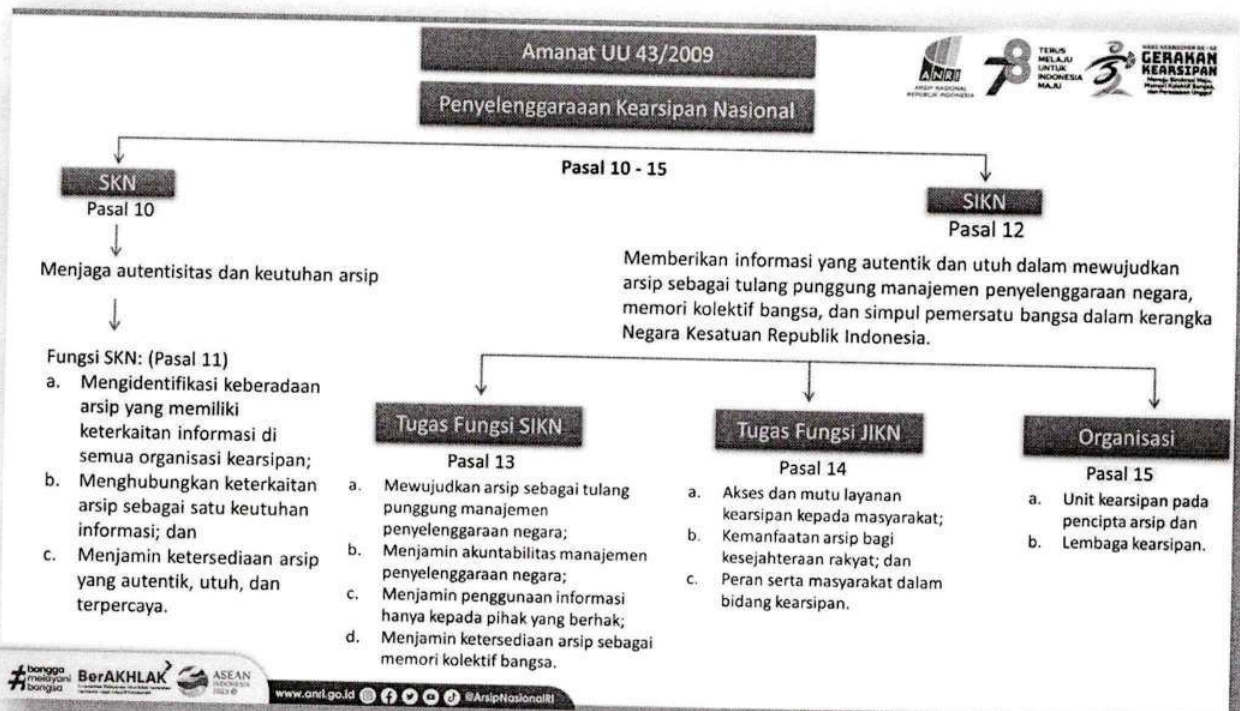 Amanat UU 43/2009
Penyelenggaraaan Kearsipan Nasional
ANRI
ARSIP NASIONAL
REPUBLIK INDONESIA
78
TERUS
MELAJU
UNTUK
INDONESIA
MAJU
GERAKAN
KEARSIPAN
Pasal 10 - 15
SKN
Pasal 10
Menjaga autentisitas dan keutuhan arsip
Fungsi SKN: (Pasal 11)
a. Mengidentifikasi keberadaan
arsip yang memiliki
keterkaitan informasi di
semua organisasi kearsipan;
b. Menghubungkan keterkaitan
arsip sebagai satu keutuhan
informasi; dan
c. Menjamin ketersediaan arsip
yang autentik, utuh, dan
terpercaya.
SIKN
Pasal 12
Memberikan informasi yang autentik dan utuh dalam mewujudkan
arsip sebagai tulang punggung manajemen penyelenggaraan negara,
memori kolektif bangsa, dan simpul pemersatu bangsa dalam kerangka
Negara Kesatuan Republik Indonesia.
Tugas Fungsi SIKN
Pasal 13
a. Mewujudkan arsip sebagai tulang
punggung manajemen
penyelenggaraan negara;
b. Menjamin akuntabilitas manajemen
penyelenggaraan negara;
c. Menjamin penggunaan informasi
hanya kepada pihak yang berhak;
d. Menjamin ketersediaan arsip sebagai
memori kolektif bangsa.
Tugas Fungsi JIKN
Pasal 14
a. Akses dan mutu layanan
kearsipan kepada masyarakat;
b. Kemanfaatan arsip bagi
kesejahteraan rakyat; dan
c. Peran serta masyarakat dalam
bidang kearsipan.
Organisasi
Pasal 15
a. Unit kearsipan pada
pencipta arsip dan
b. Lembaga kearsipan.
#bangga
melayani
bangsa
BerAKHLAK
ASEAN
INDONESIA
2023
www.anri.go.id
@ArsipNasionalRI